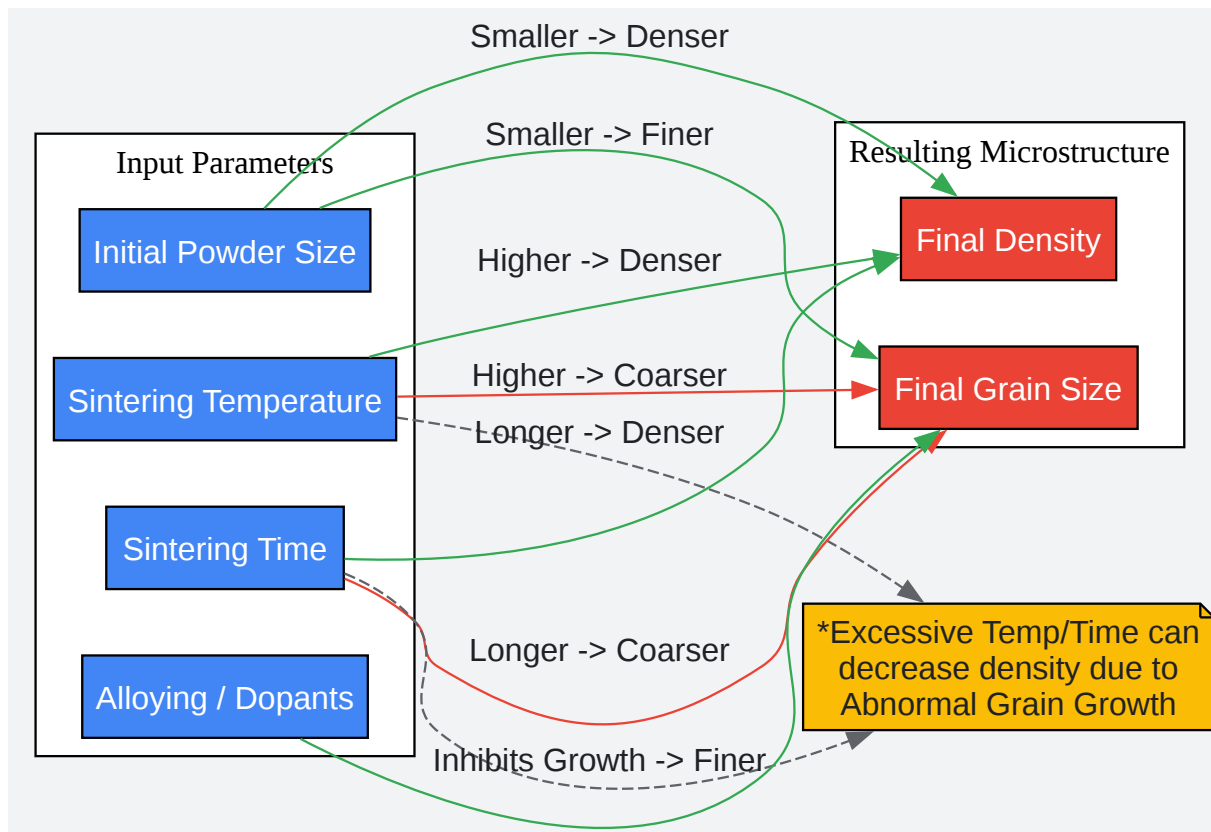 Smaller -> Denser
Smaller -> Finer
Input Parameters
Resulting Microstructure
Initial Powder Size
Final Density
Higher -> Denser
Higher -> Coarser
Final Grain Size
Sintering Temperature
Longer -> Denser
Sintering Time
*Excessive Temp/Time can
decrease density due to
Abnormal Grain Growth
Longer -> Coarser
Alloying / Dopants
Inhibits Growth -> Finer